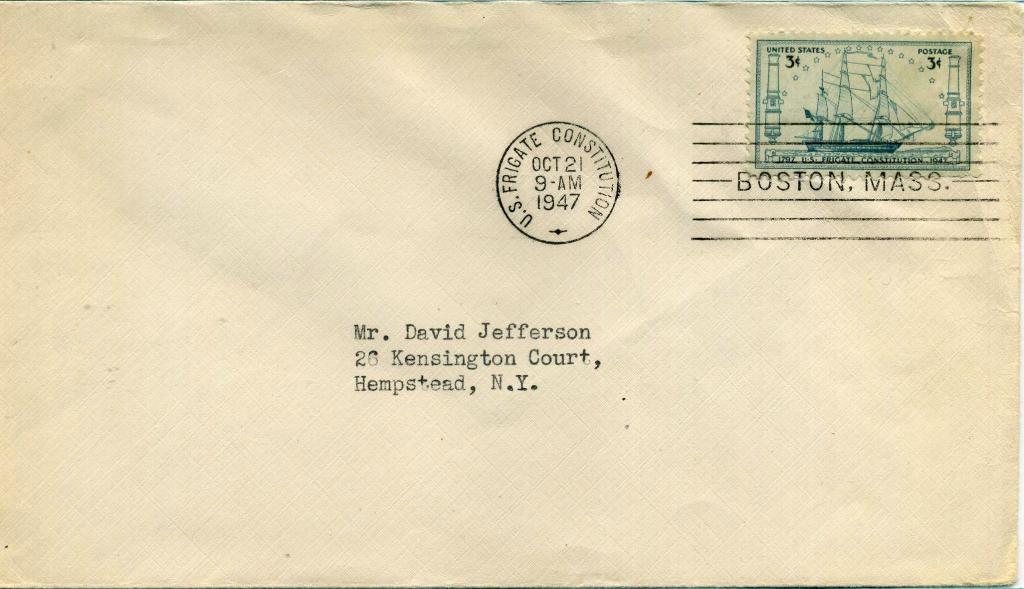 UNITED STATES POSTAGE
3¢ 3¢
1797 U.S. FRIGATE CONSTITUTION 1947
U.S. FRIGATE CONSTITUTION
OCT 21
9-AM
1947
BOSTON, MASS.
Mr. David Jefferson
26 Kensington Court,
Hempstead, N.Y.